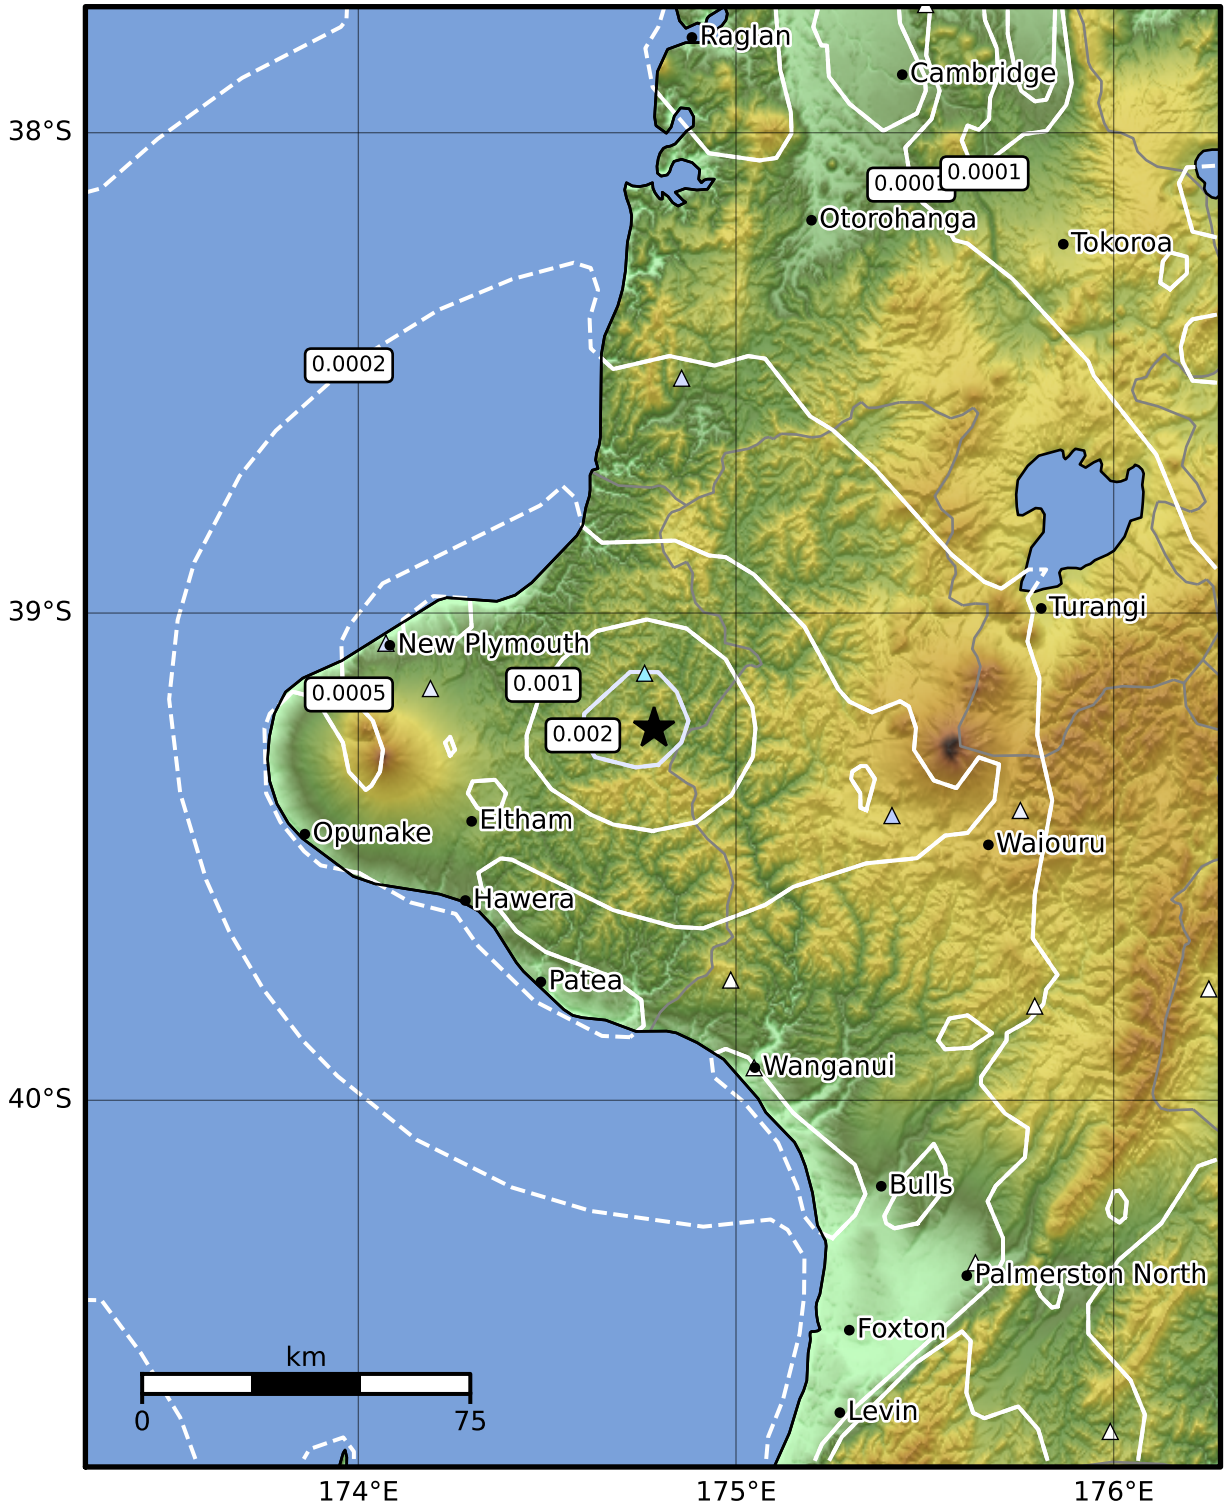 Raglan
Cambridge
38°S
0.0001
0.0001
Otorohanga
Tokoroa
0.0002
39°S
Turangi
New Plymouth
0.0005
0.001
0.002
Opunake
Eltham
Waiouru
Hawera
Patea
Wanganui
40°S
Bulls
Palmerston North
Foxton
km
0 75
Levin
174°E 175°E 176°E